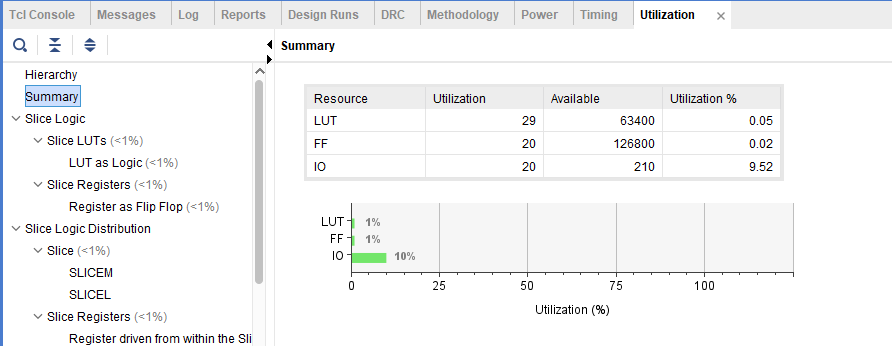 Tcl Console Messages Log Reports Design Runs DRC Methodology Power Timing Utilization ×
Summary
Hierarchy
Summary
Slice Logic
Slice LUTs (<1%)
LUT as Logic (<1%)
Slice Registers (<1%)
Register as Flip Flop (<1%)
Slice Logic Distribution
Slice (<1%)
SLICEM
SLICEL
Slice Registers (<1%)
Register driven from within the Sli
Resource Utilization Available Utilization %
LUT 29 63400 0.05
FF 20 126800 0.02
IO 20 210 9.52
LUT 1%
FF 1%
IO 10%
0 25 50 75 100
Utilization (%)